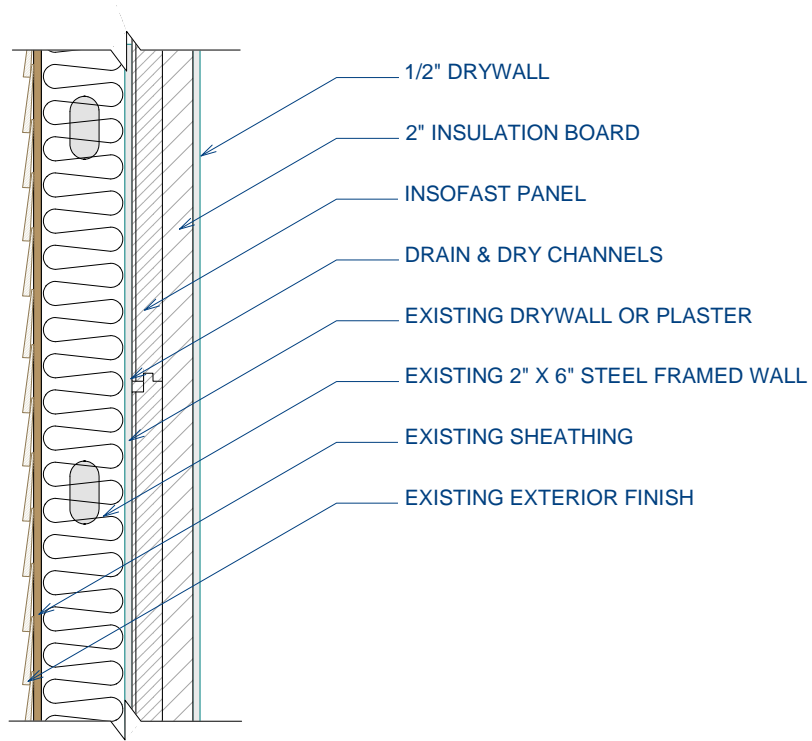 1/2" DRYWALL
2" INSULATION BOARD
INSOFAST PANEL
DRAIN & DRY CHANNELS
EXISTING DRYWALL OR PLASTER
EXISTING 2" X 6" STEEL FRAMED WALL
EXISTING SHEATHING
EXISTING EXTERIOR FINISH